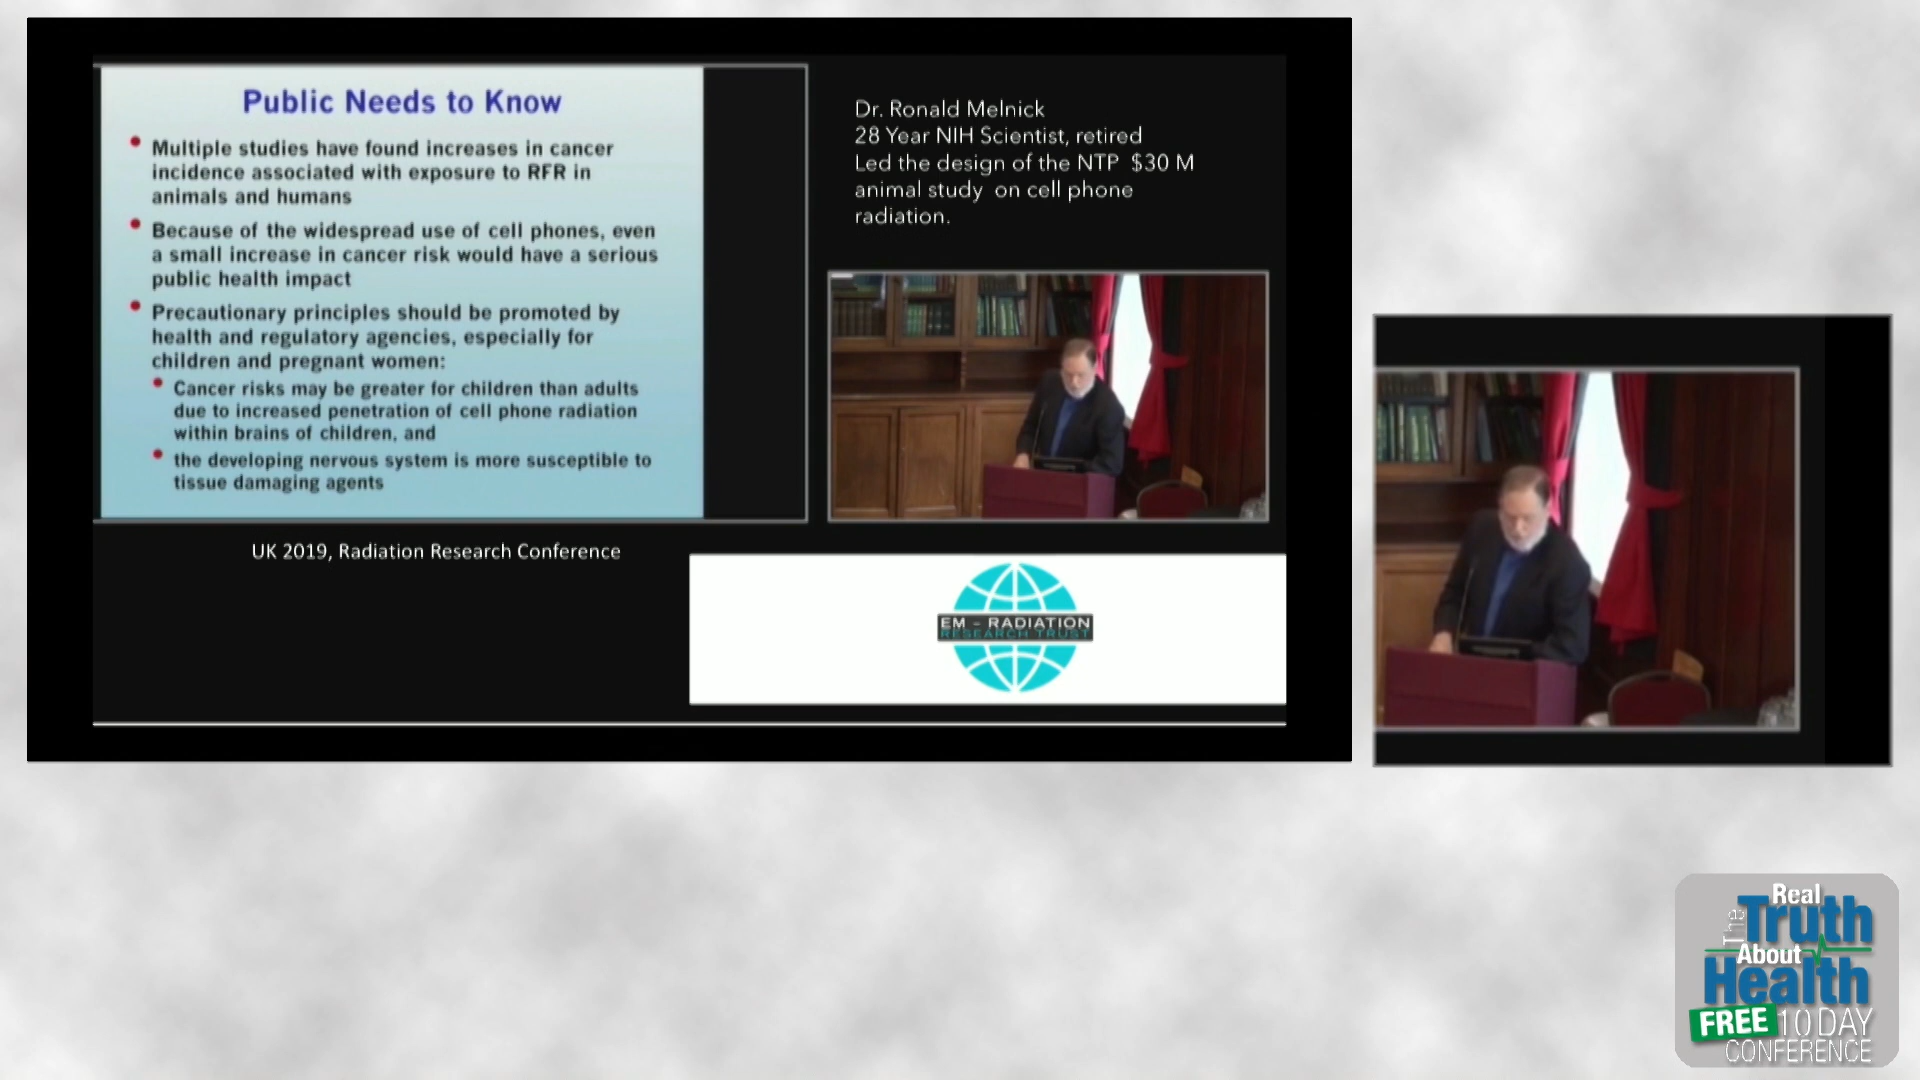 Public Needs to Know
Multiple studies have found increases in cancer
incidence associated with exposure to RFR in
animals and humans
Because of the widespread use of cell phones, even
a small increase in cancer risk would have a serious
public health impact
Precautionary principles should be promoted by
health and regulatory agencies, especially for
children and pregnant women:
Cancer risks may be greater for children than adults
due to increased penetration of cell phone radiation
within brains of children, and
the developing nervous system is more susceptible to
tissue damaging agents
UK 2019, Radiation Research Conference
Dr. Ronald Melnick
28 Year NIH Scientist, retired
Led the design of the NTP $30 M
animal study on cell phone
radiation.
EM - RADIATION
RESEARCH TRUST
The Real
Truth
About
Health
FREE 10 DAY
CONFERENCE